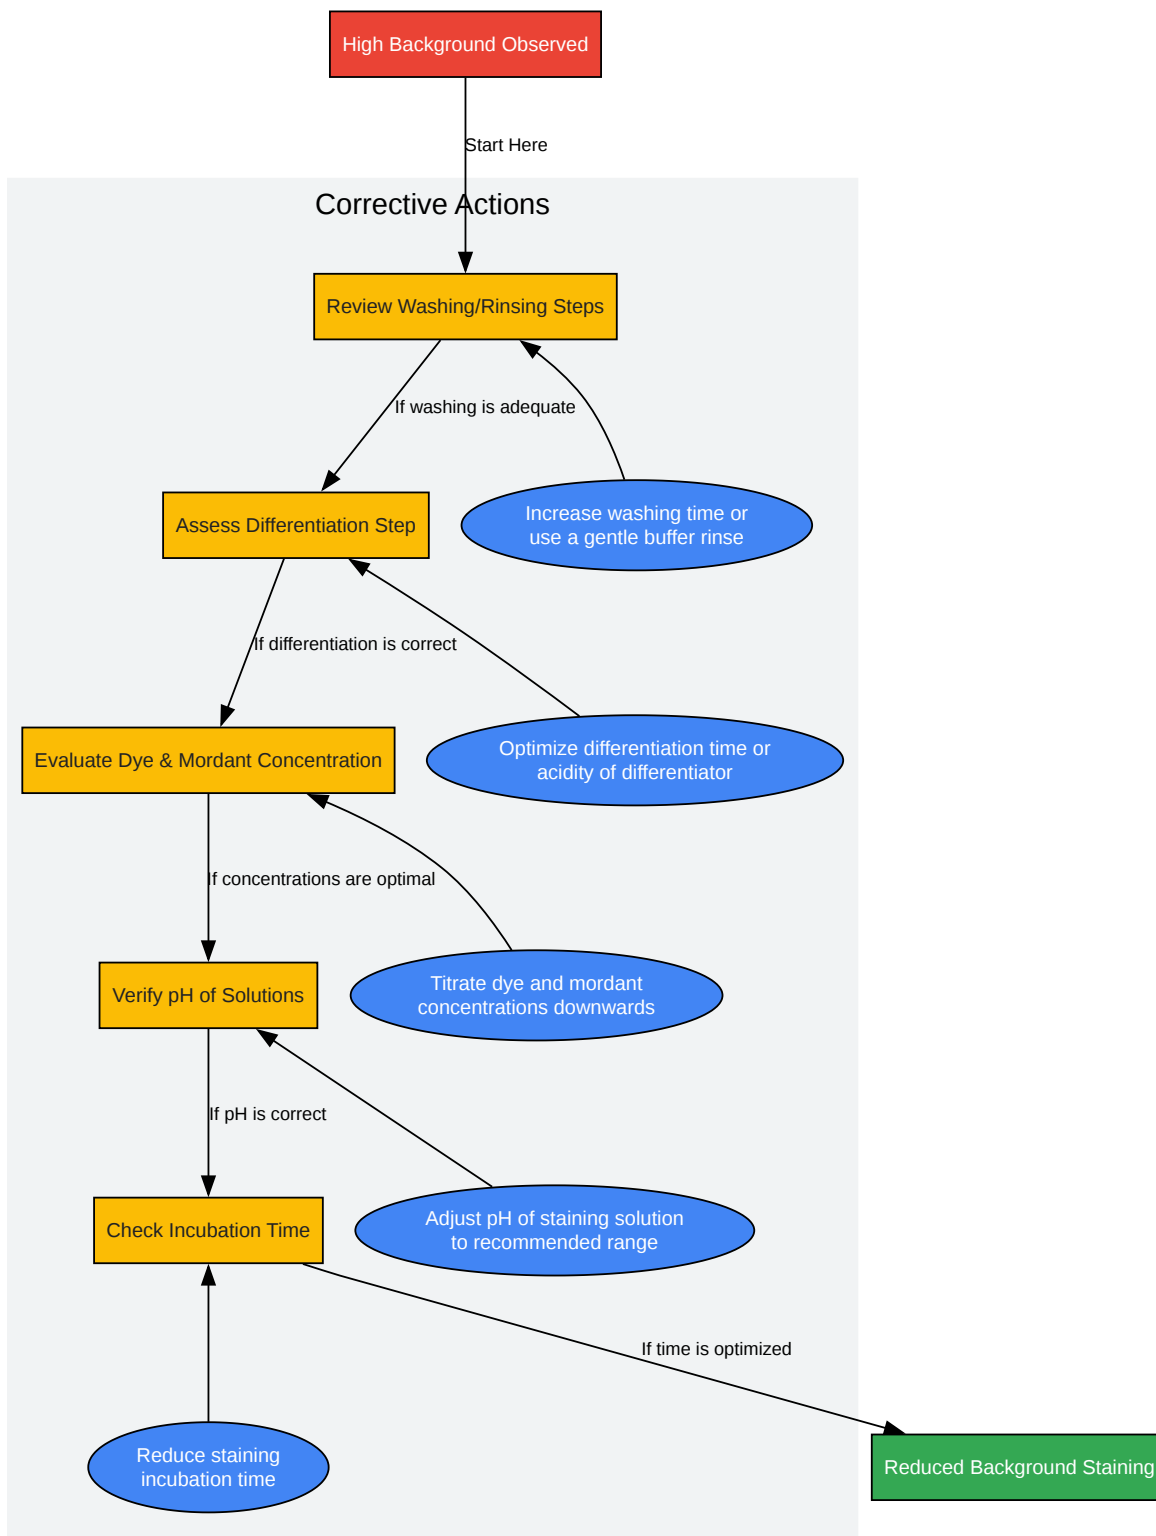 High Background Observed
Start Here
Corrective Actions
Review Washing/Rinsing Steps
If washing is adequate
Assess Differentiation Step
Increase washing time or
use a gentle buffer rinse
If differentiation is correct
Evaluate Dye & Mordant Concentration
Optimize differentiation time or
acidity of differentiator
If concentrations are optimal
Verify pH of Solutions
Titrate dye and mordant
concentrations downwards
If pH is correct
Check Incubation Time
Adjust pH of staining solution
to recommended range
If time is optimized
Reduce staining
incubation time
Reduced Background Staining